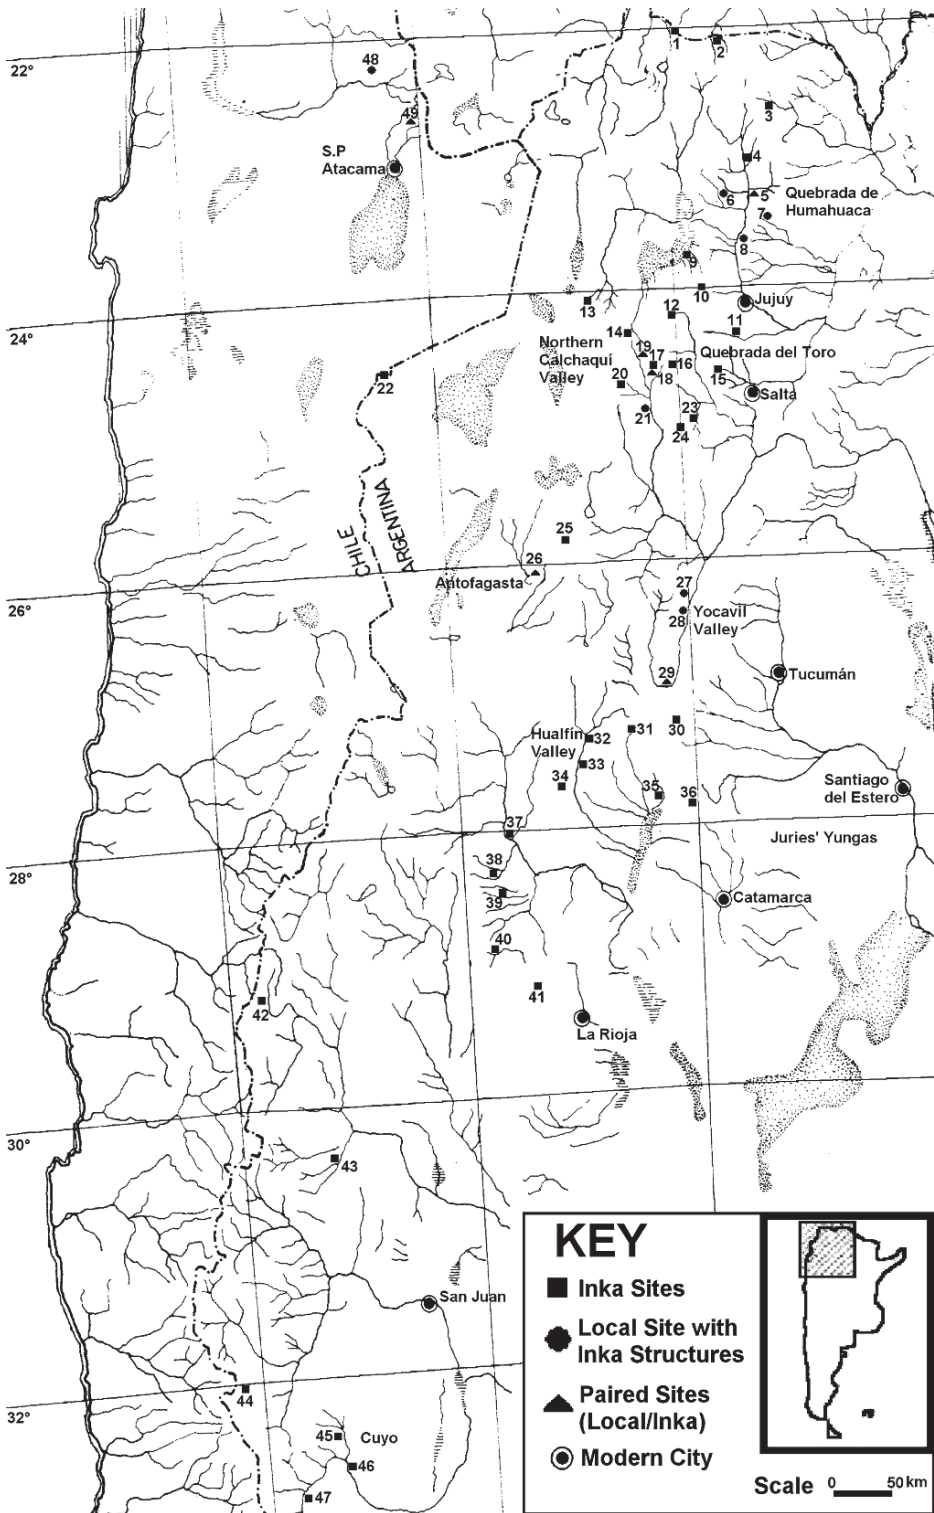 1
2
22°
48
3
49
4
S.P
Atacama
5
Quebrada de
Humahuaca
6
7
8
9
10
Jujuy
13
12
11
24°
14
Northern
Calchaquí
Valley
19
17
16
Quebrada del Toro
18
15
20
22
Salta
21
23
24
CHILE
ARGENTINA
25
26
Antofagasta
27
26°
28
Yocavil
Valley
29
Tucumán
30
31
Hualfín
Valley
32
33
34
35
36
Santiago
del Estero
37
Juries' Yungas
28°
38
39
Catamarca
40
41
42
La Rioja
30°
43
San Juan
44
32°
45
Cuyo
46
47
KEY
Inka Sites
Local Site with
Inka Structures
Paired Sites
(Local/Inka)
Modern City
Scale 0 50 km